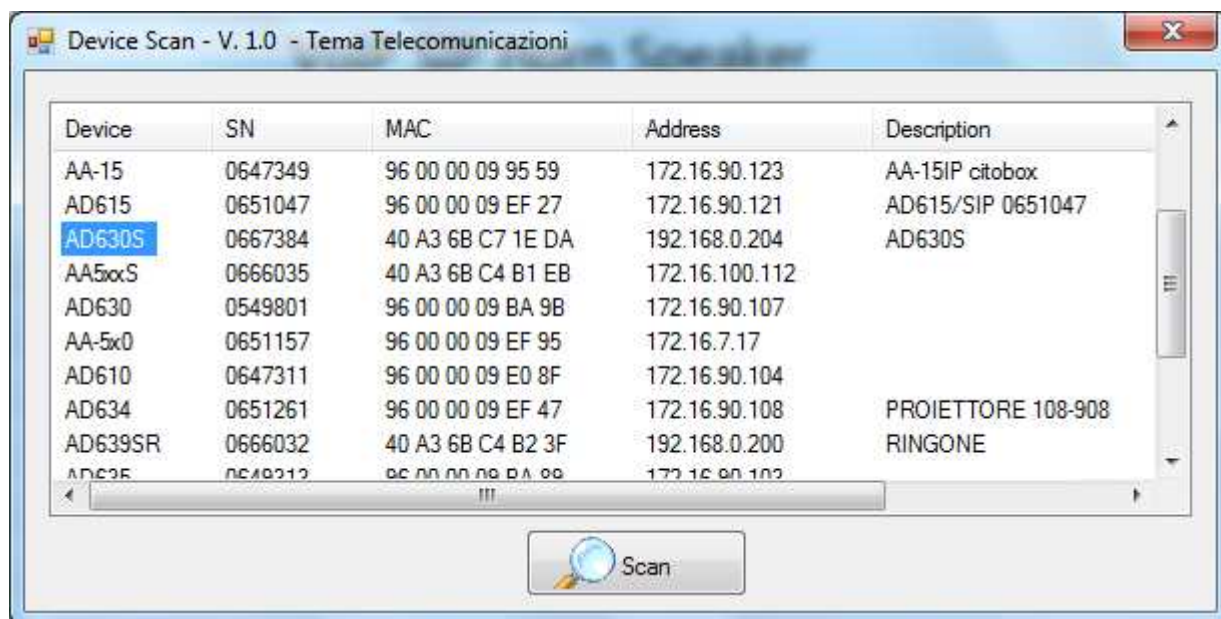 Device Scan - V. 1.0 - Tema Telecomunicazioni
Device SN MAC Address Description
AA-15 0647349 96 00 00 09 95 59 172.16.90.123 AA-15IP citobox
AD615 0651047 96 00 00 09 EF 27 172.16.90.121 AD615/SIP 0651047
AD630S 0667384 40 A3 6B C7 1E DA 192.168.0.204 AD630S
AA5xxS 0666035 40 A3 6B C4 B1 EB 172.16.100.112
AD630 0549801 96 00 00 09 BA 9B 172.16.90.107
AA-5x0 0651157 96 00 00 09 EF 95 172.16.7.17
AD610 0647311 96 00 00 09 E0 8F 172.16.90.104
AD634 0651261 96 00 00 09 EF 47 172.16.90.108 PROIETTORE 108-908
AD639SR 0666032 40 A3 6B C4 B2 3F 192.168.0.200 RINGONE
Scan